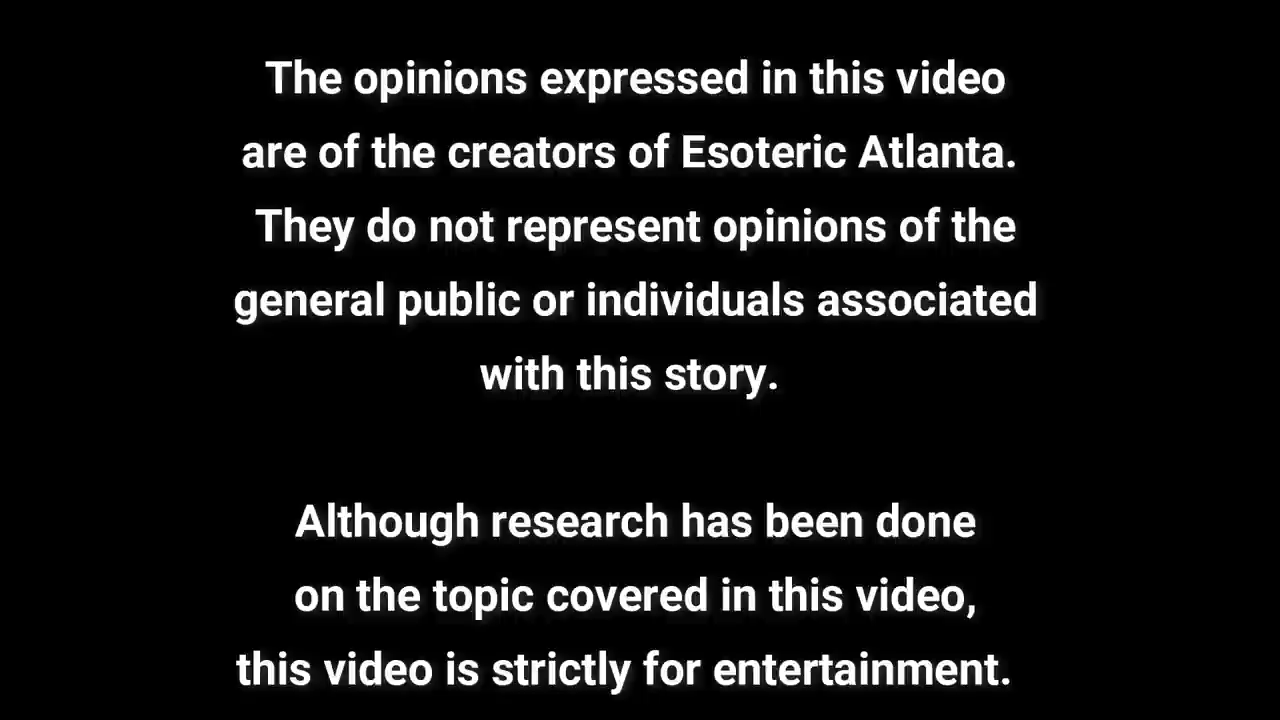 The opinions expressed in this video
are of the creators of Esoteric Atlanta.
They do not represent opinions of the
general public or individuals associated
with this story.
Although research has been done
on the topic covered in this video,
this video is strictly for entertainment.